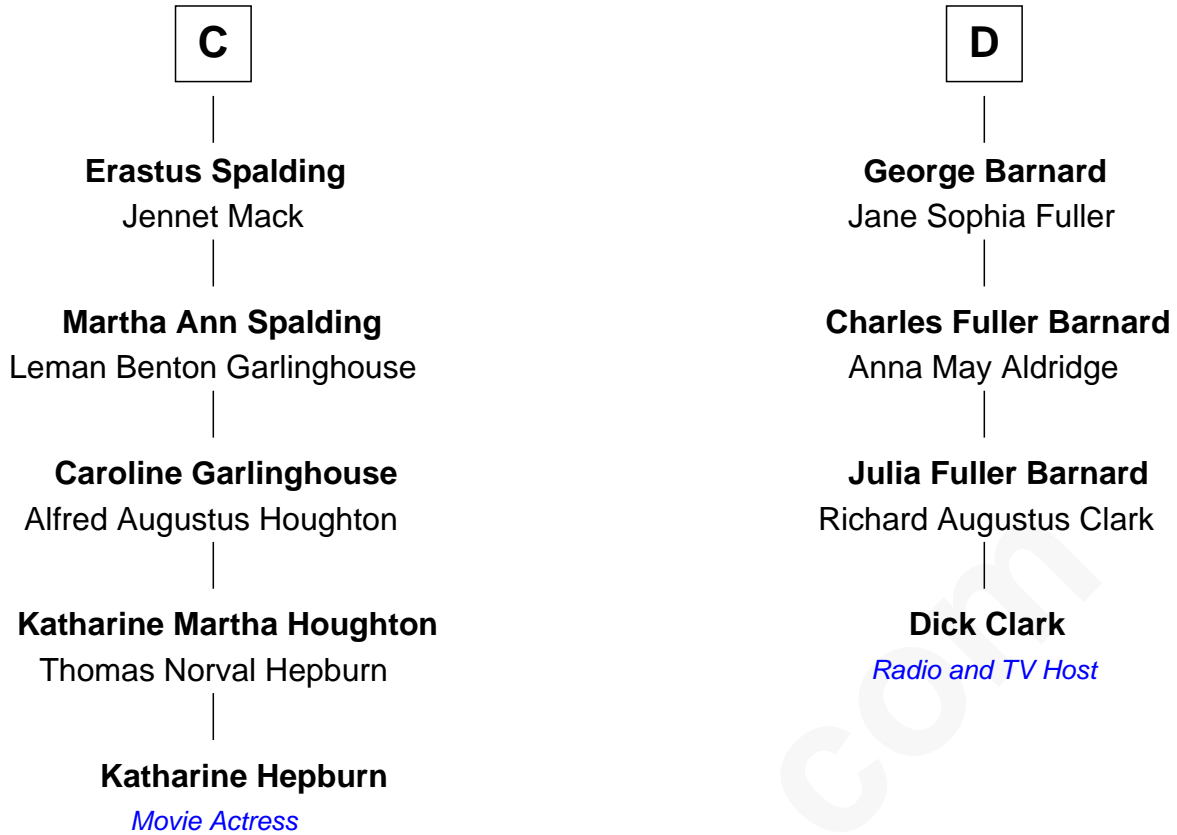 C
Erastus Spalding
Jennet Mack
Martha Ann Spalding
Leman Benton Garlinghouse
Caroline Garlinghouse
Alfred Augustus Houghton
Katharine Martha Houghton
Thomas Norval Hepburn
Katharine Hepburn
Movie Actress
D
George Barnard
Jane Sophia Fuller
Charles Fuller Barnard
Anna May Aldridge
Julia Fuller Barnard
Richard Augustus Clark
Dick Clark
Radio and TV Host
com